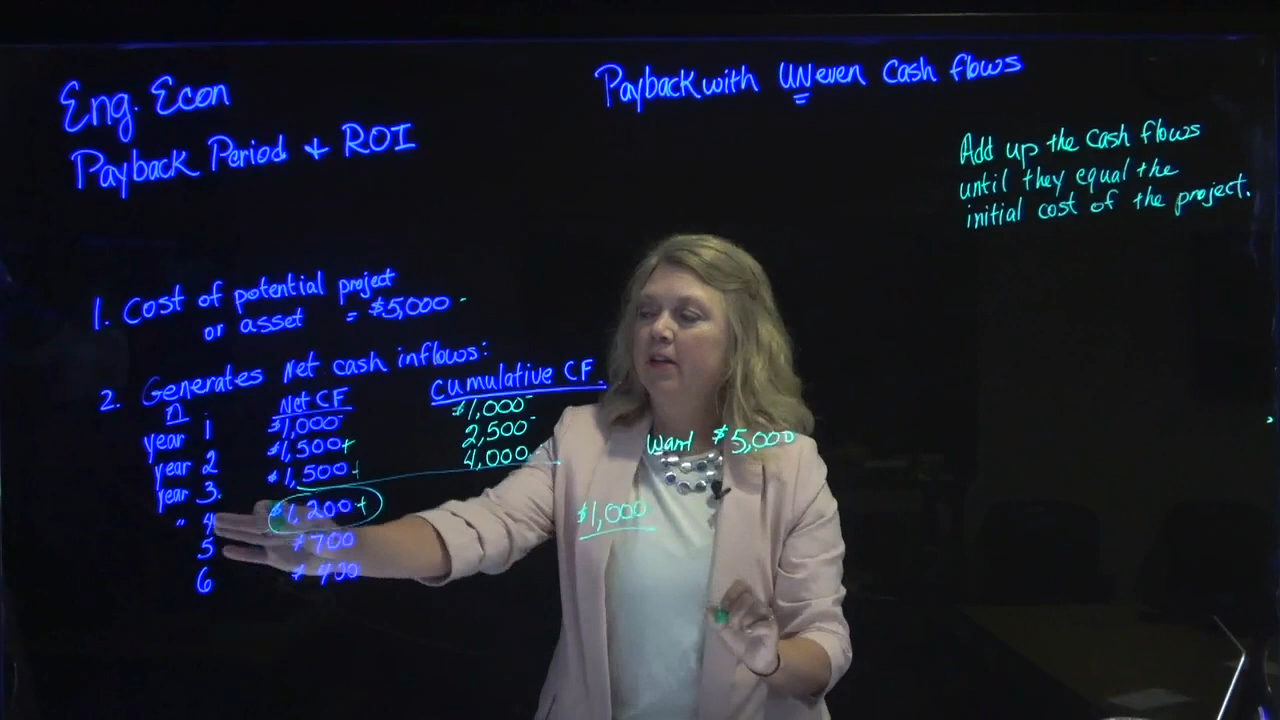 Eng. Econ
Payback Period + ROI
Payback with UNeven Cash flows
Add up the Cash flows
until they equal the
initial cost of the project.
1. Cost of potential project
or asset = $5,000
2. Generates Net cash inflows:
n Net CF Cumulative CF
year 1 $1,000 $1,000
year 2 $1,500+ 2,500
year 3. $1,500+ 4,000
Want $5,000
" 4 $1,200+ $1,000
5 $700
6 $400